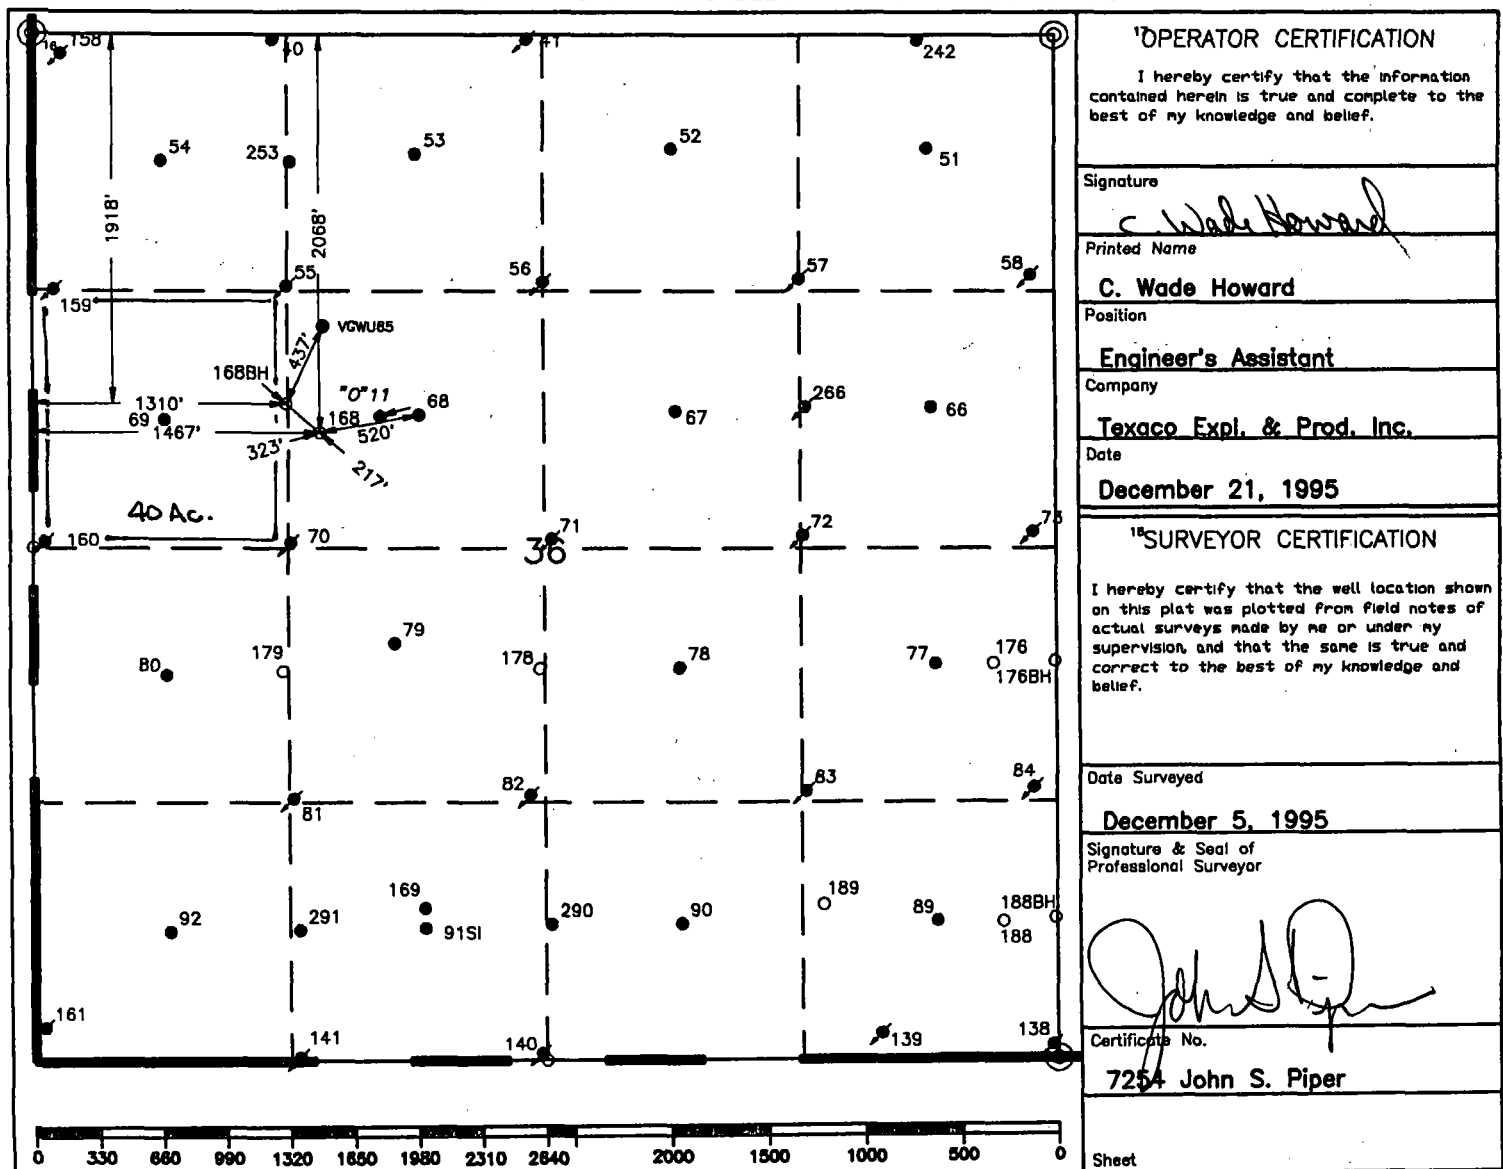 158
40
41
242
54
253
53
52
51
1918'
2068'
159
55
56
57
58
VGWU65
437'
168BH
"O"11
1310'
69
168
68
67
266
66
1467'
520'
323'
217'
40 Ac.
160
70
71
36
72
73
80
179
79
178
78
77
176
176BH
81
82
83
84
92
291
169
91SI
290
90
189
89
188BH
188
161
141
140
139
138
0 330 660 990 1320 1650 1980 2310 2640 2000 1500 1000 500 0
17 OPERATOR CERTIFICATION
I hereby certify that the information
contained herein is true and complete to the
best of my knowledge and belief.
Signature
C. Wade Howard
Printed Name
C. Wade Howard
Position
Engineer's Assistant
Company
Texaco Expl. & Prod. Inc.
Date
December 21, 1995
18 SURVEYOR CERTIFICATION
I hereby certify that the well location shown
on this plat was plotted from field notes of
actual surveys made by me or under my
supervision, and that the same is true and
correct to the best of my knowledge and
belief.
Date Surveyed
December 5, 1995
Signature & Seal of
Professional Surveyor
John S Piper
Certificate No.
7254 John S. Piper
Sheet